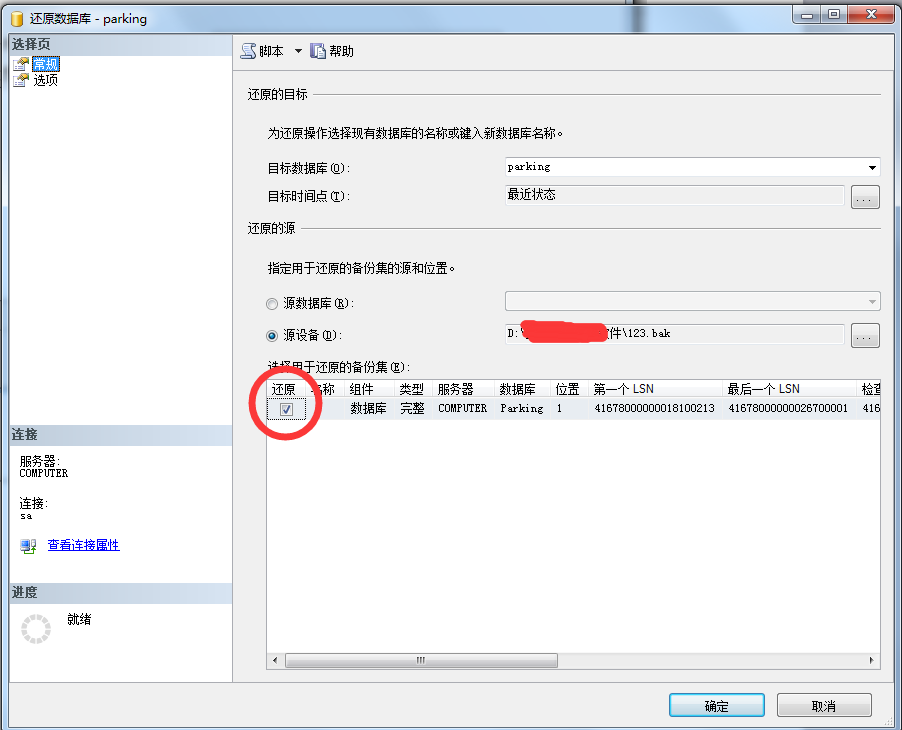 还原数据库 - parking
选择页
常规
选项
脚本
帮助
还原的目标
为还原操作选择现有数据库的名称或键入新数据库名称。
目标数据库(O):
parking
目标时间点(T):
最近状态
...
还原的源
指定用于还原的备份集的源和位置。
源数据库(R):
源设备(D):
D:\
件\123.bak
...
选择用于还原的备份集(E):
还原 名称 组件 类型 服务器 数据库 位置 第一个 LSN 最后一个 LSN 检查
数据库 完整 COMPUTER Parking 1 41678000000018100213 41678000000026700001 416
连接
服务器:
COMPUTER
连接:
sa
查看连接属性
进度
就绪
确定
取消